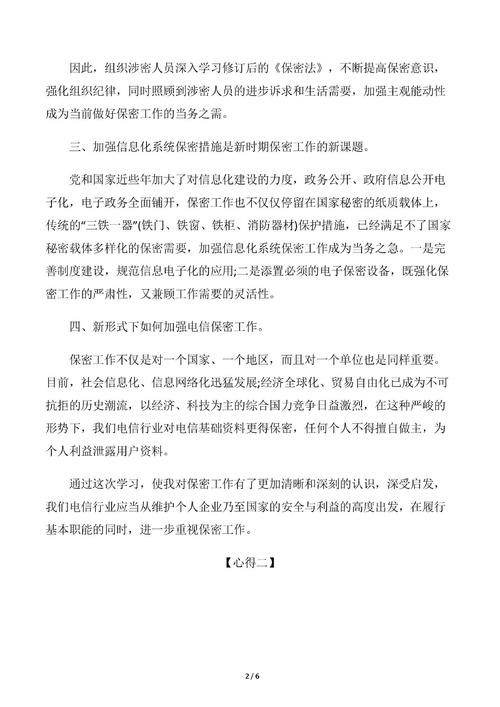 因此，组织涉密人员深入学习修订后的《保密法》，不断提高保密意识，
强化组织纪律，同时照顾到涉密人员的进步诉求和生活需要，加强主观能动性
成为当前做好保密工作的当务之需。
三、加强信息化系统保密措施是新时期保密工作的新课题。
党和国家近些年加大了对信息化建设的力度，政务公开、政府信息公开电
子化，电子政务全面铺开，保密工作也不仅仅停留在国家秘密的纸质载体上，
传统的“三铁一器”(铁门、铁窗、铁柜、消防器材)保护措施，已经满足不了国家
秘密载体多样化的保密需要，加强信息化系统保密工作成为当务之急。一是完
善制度建设，规范信息电子化的应用;二是添置必须的电子保密设备，既强化保
密工作的严肃性，又兼顾工作需要的灵活性。
四、新形式下如何加强电信保密工作。
保密工作不仅是对一个国家、一个地区，而且对一个单位也是同样重要。
目前，社会信息化、信息网络化迅猛发展;经济全球化、贸易自由化已成为不可
抗拒的历史潮流，以经济、科技为主的综合国力竞争日益激烈，在这种严峻的
形势下，我们电信行业对电信基础资料更得保密，任何个人不得擅自做主，为
个人利益泄露用户资料。
通过这次学习，使我对保密工作有了更加清晰和深刻的认识，深受启发，
我们电信行业应当从维护个人企业乃至国家的安全与利益的高度出发，在履行
基本职能的同时，进一步重视保密工作。
【心得二】
2 / 6